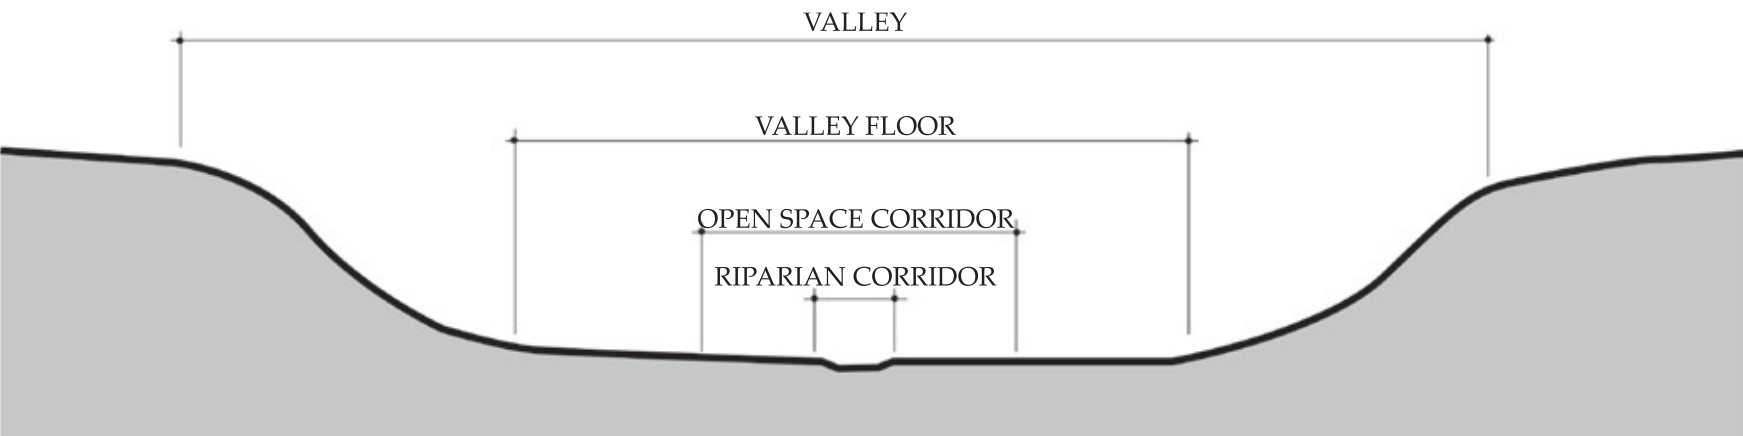 VALLEY
VALLEY FLOOR
OPEN SPACE CORRIDOR
RIPARIAN CORRIDOR